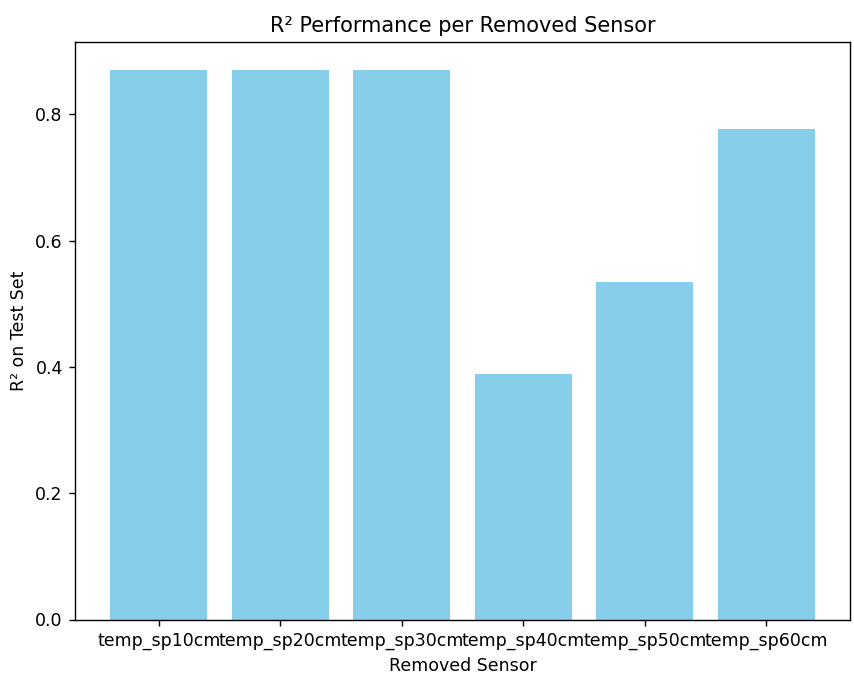 R² Performance per Removed Sensor
R² on Test Set
0.8
0.6
0.4
0.2
0.0
temp_sp10cm temp_sp20cm temp_sp30cm temp_sp40cm temp_sp50cm temp_sp60cm
Removed Sensor